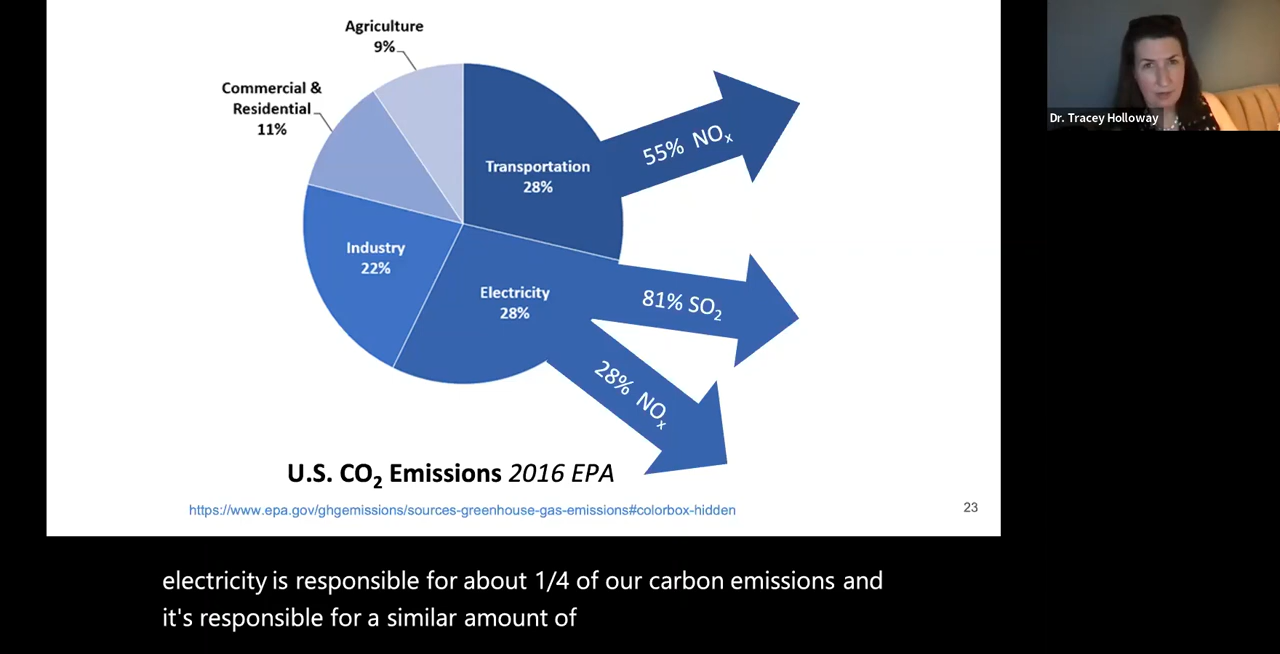 Agriculture
9%
Commercial &
Residential
11%
Transportation
28%
55% NOx
Industry
22%
Electricity
28%
81% SO2
28% NOx
U.S. CO2 Emissions 2016 EPA
https://www.epa.gov/ghgemissions/sources-greenhouse-gas-emissions#colorbox-hidden
23
Dr. Tracey Holloway
electricity is responsible for about 1/4 of our carbon emissions and
it's responsible for a similar amount of